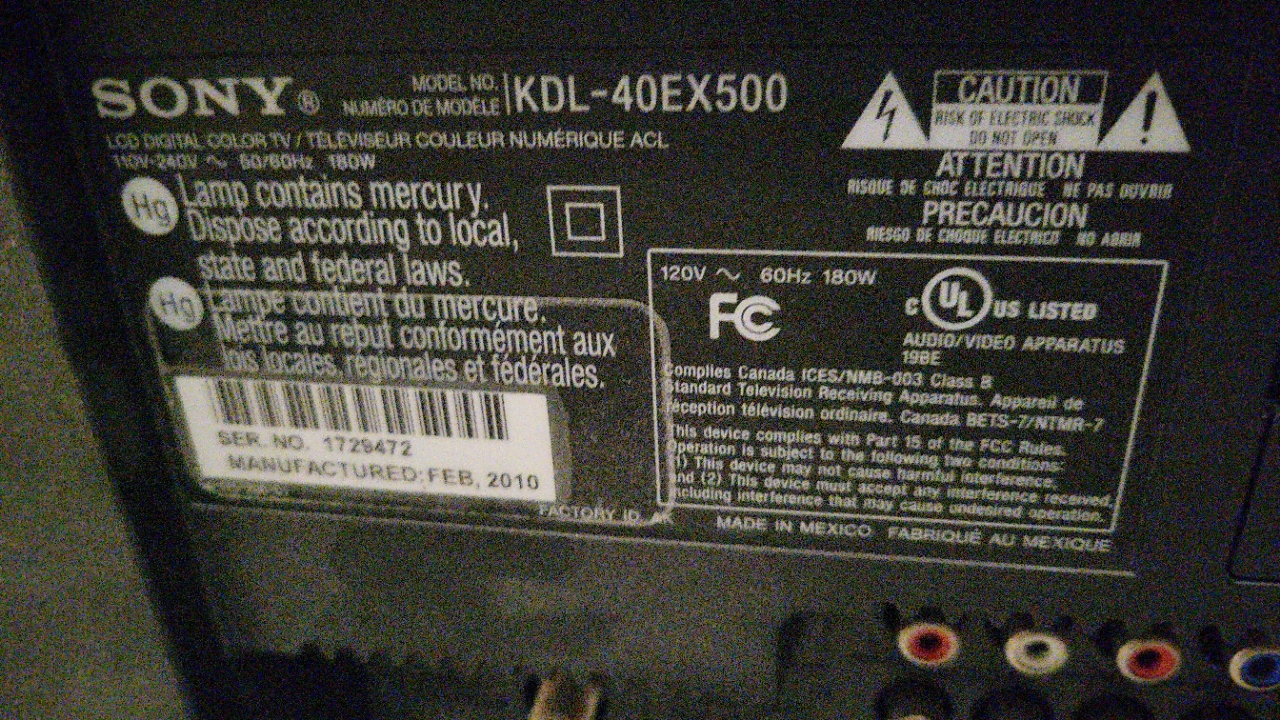 SONY®
MODEL NO.
NUMÉRO DE MODÈLE
KDL-40EX500
LCD DIGITAL COLOR TV / TÉLÉVISEUR COULEUR NUMÉRIQUE ACL
110V-240V ~ 50/60Hz 180W
Hg
Lamp contains mercury.
Dispose according to local,
state and federal laws.
Hg
Lampe contient du mercure.
Mettre au rebut conformément aux
lois locales, régionales et fédérales.
SER. NO. 1729472
MANUFACTURED: FEB, 2010
FACTORY ID. AK
CAUTION
RISK OF ELECTRIC SHOCK
DO NOT OPEN
ATTENTION
RISQUE DE CHOC ELECTRIQUE NE PAS OUVRIR
PRECAUCION
RIESGO DE CHOQUE ELECTRICO NO ABRIR
120V ~ 60Hz 180W
FC
C UL US LISTED
AUDIO/VIDEO APPARATUS
19BE
Complies Canada ICES/NMB-003 Class B
Standard Television Receiving Apparatus. Appareil de
réception télévision ordinaire. Canada BETS-7/NTMR-7
This device complies with Part 15 of the FCC Rules.
Operation is subject to the following two conditions:
(1) This device may not cause harmful interference,
and (2) This device must accept any interference received,
including interference that may cause undesired operation.
MADE IN MEXICO FABRIQUÉ AU MEXIQUE